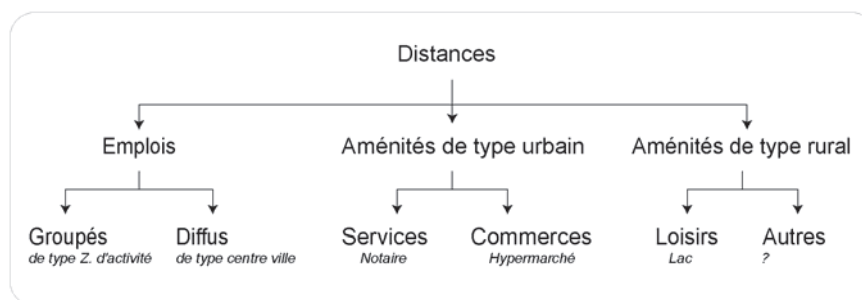 Distances
Emplois Aménités de type urbain Aménités de type rural
Groupés Diffus Services Commerces Loisirs Autres
de type Z. d'activité de type centre ville Notaire Hypermarché Lac ?